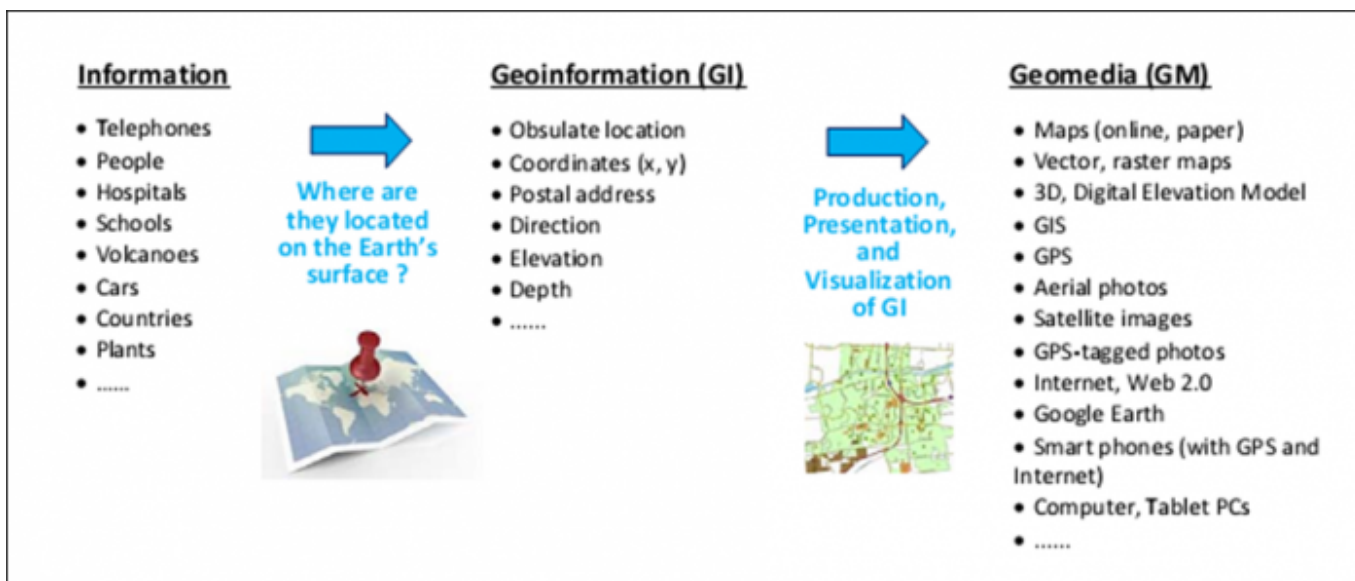 Information
• Telephones
• People
• Hospitals
• Schools
• Volcanoes
• Cars
• Countries
• Plants
• ......
Where are
they located
on the Earth's
surface ?
Geoinformation (GI)
• Obsulate location
• Coordinates (x, y)
• Postal address
• Direction
• Elevation
• Depth
• ......
Production,
Presentation,
and
Visualization
of GI
Geomedia (GM)
• Maps (online, paper)
• Vector, raster maps
• 3D, Digital Elevation Model
• GIS
• GPS
• Aerial photos
• Satellite images
• GPS-tagged photos
• Internet, Web 2.0
• Google Earth
• Smart phones (with GPS and
Internet)
• Computer, Tablet PCs
• ......